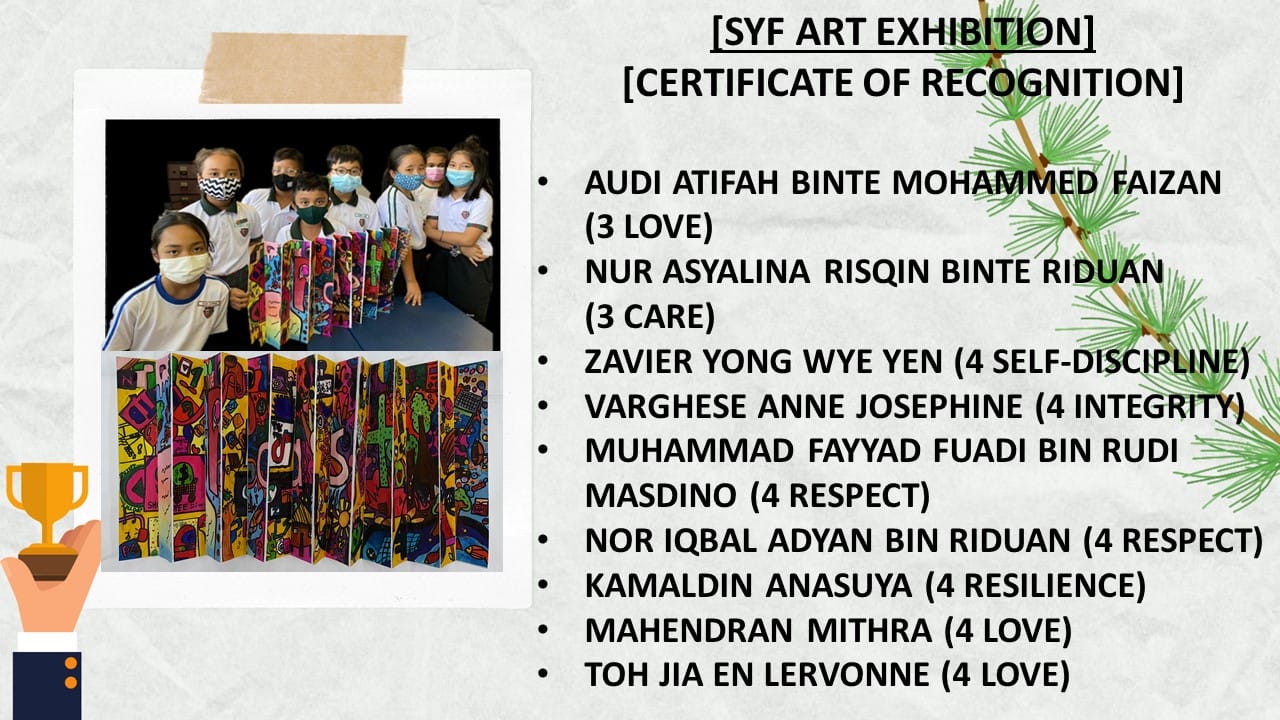 [SYF ART EXHIBITION]
[CERTIFICATE OF RECOGNITION]
• AUDI ATIFAH BINTE MOHAMMED FAIZAN
(3 LOVE)
• NUR ASYALINA RISQIN BINTE RIDUAN
(3 CARE)
• ZAVIER YONG WYE YEN (4 SELF-DISCIPLINE)
• VARGHESE ANNE JOSEPHINE (4 INTEGRITY)
• MUHAMMAD FAYYAD FUADI BIN RUDI
MASDINO (4 RESPECT)
• NOR IQBAL ADYAN BIN RIDUAN (4 RESPECT)
• KAMALDIN ANASUYA (4 RESILIENCE)
• MAHENDRAN MITHRA (4 LOVE)
• TOH JIA EN LERVONNE (4 LOVE)